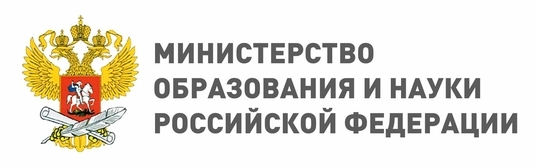 МИНИСТЕРСТВО
ОБРАЗОВАНИЯ И НАУКИ
РОССИЙСКОЙ ФЕДЕРАЦИИ